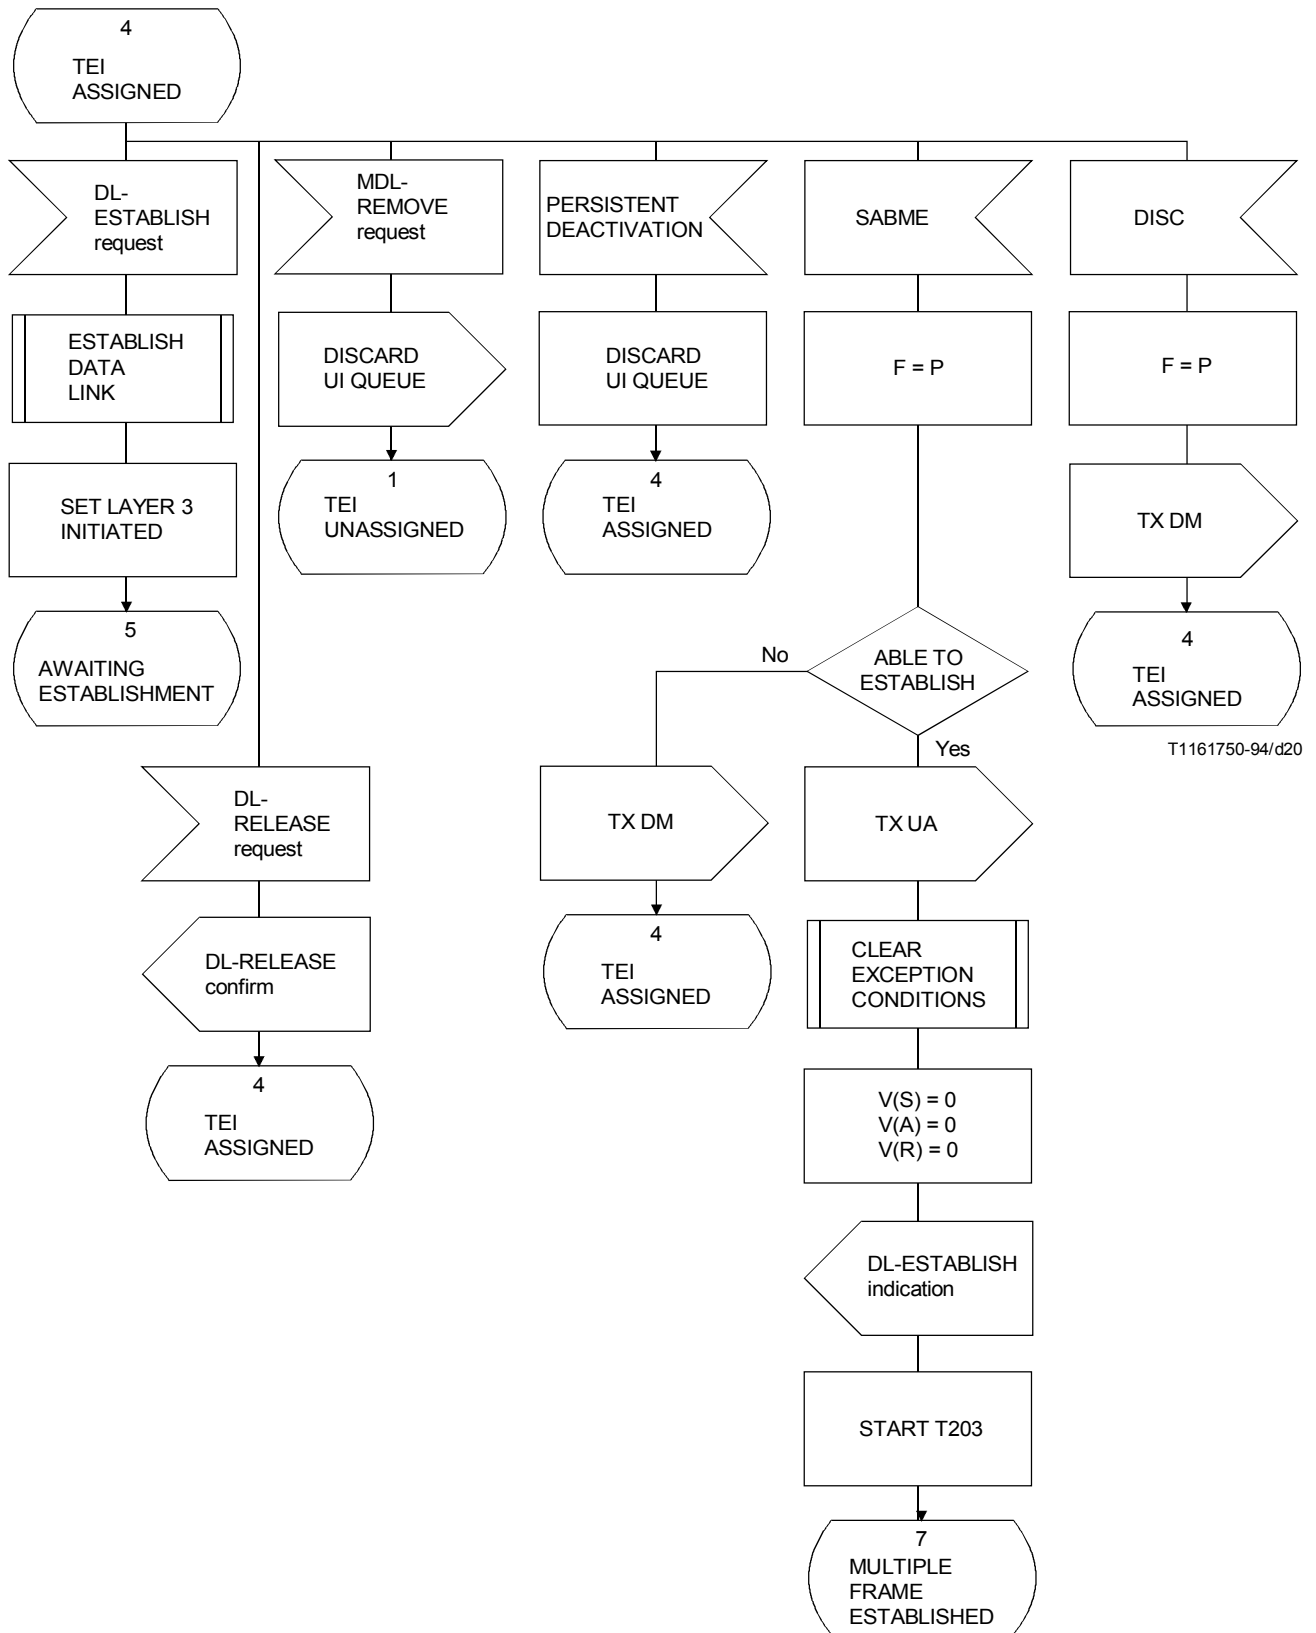 4
TEI
ASSIGNED
DL-
ESTABLISH
request
MDL-
REMOVE
request
PERSISTENT
DEACTIVATION
SABME
DISC
ESTABLISH
DATA
LINK
DISCARD
UI QUEUE
DISCARD
UI QUEUE
F = P
F = P
SET LAYER 3
INITIATED
1
TEI
UNASSIGNED
4
TEI
ASSIGNED
TX DM
5
AWAITING
ESTABLISHMENT
No
ABLE TO
ESTABLISH
Yes
4
TEI
ASSIGNED
T1161750-94/d20
DL-
RELEASE
request
TX DM
TX UA
DL-RELEASE
confirm
4
TEI
ASSIGNED
CLEAR
EXCEPTION
CONDITIONS
4
TEI
ASSIGNED
V(S) = 0
V(A) = 0
V(R) = 0
DL-ESTABLISH
indication
START T203
7
MULTIPLE
FRAME
ESTABLISHED